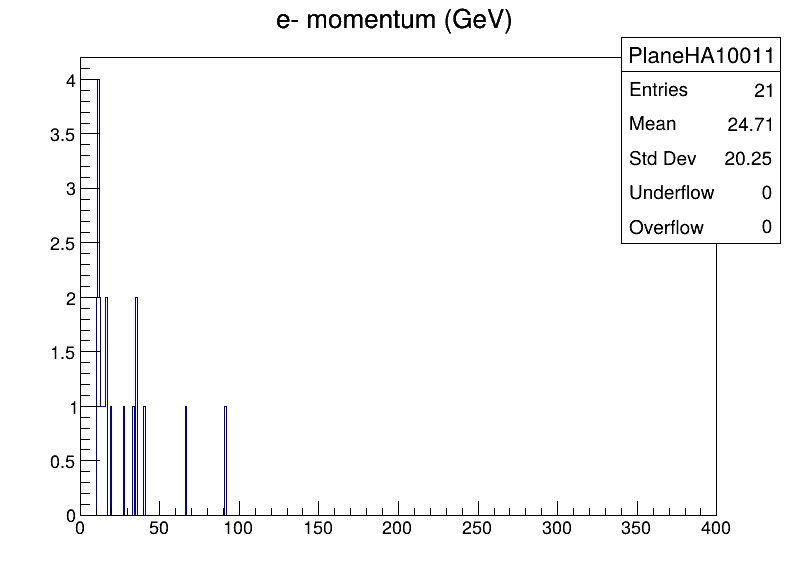 e- momentum (GeV)
PlaneHA10011
Entries 21
Mean 24.71
Std Dev 20.25
Underflow 0
Overflow 0
4
3.5
3
2.5
2
1.5
1
0.5
0
0 50 100 150 200 250 300 350 400